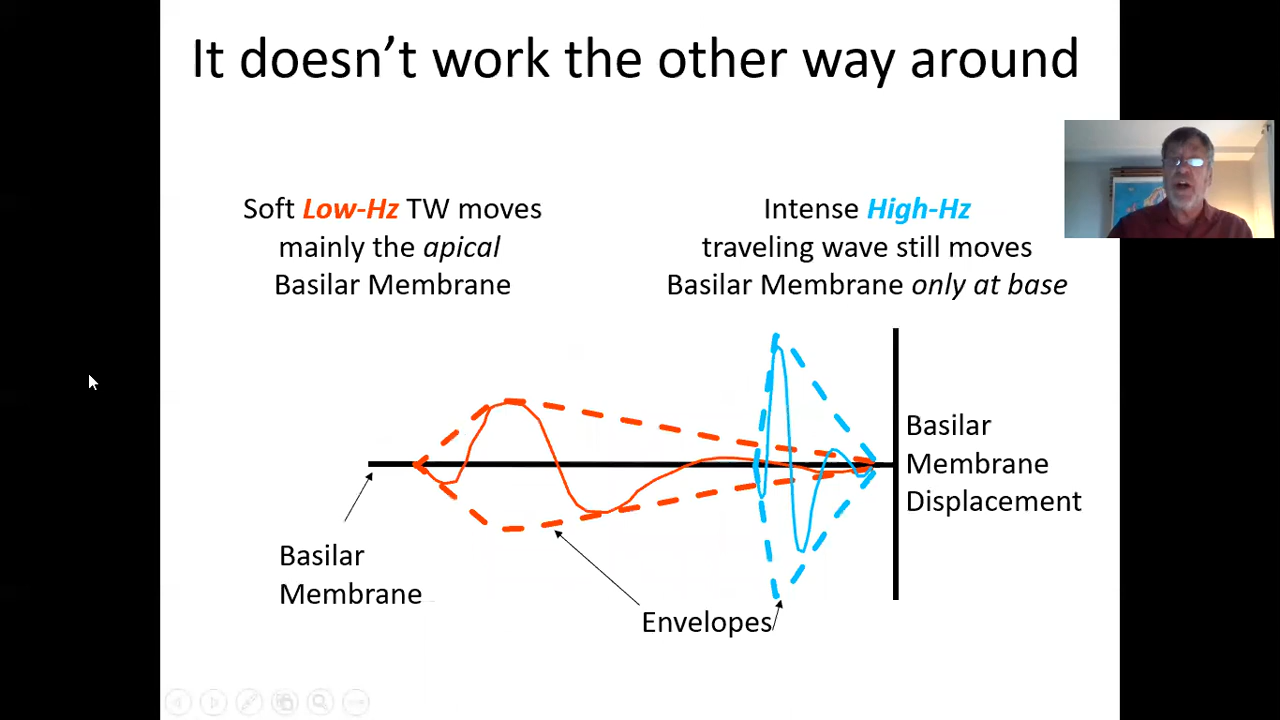 It doesn’t work the other way around
Soft Low-Hz TW moves
mainly the apical
Basilar Membrane
Intense High-Hz
traveling wave still moves
Basilar Membrane only at base
Basilar
Membrane
Displacement
Basilar
Membrane
Envelopes